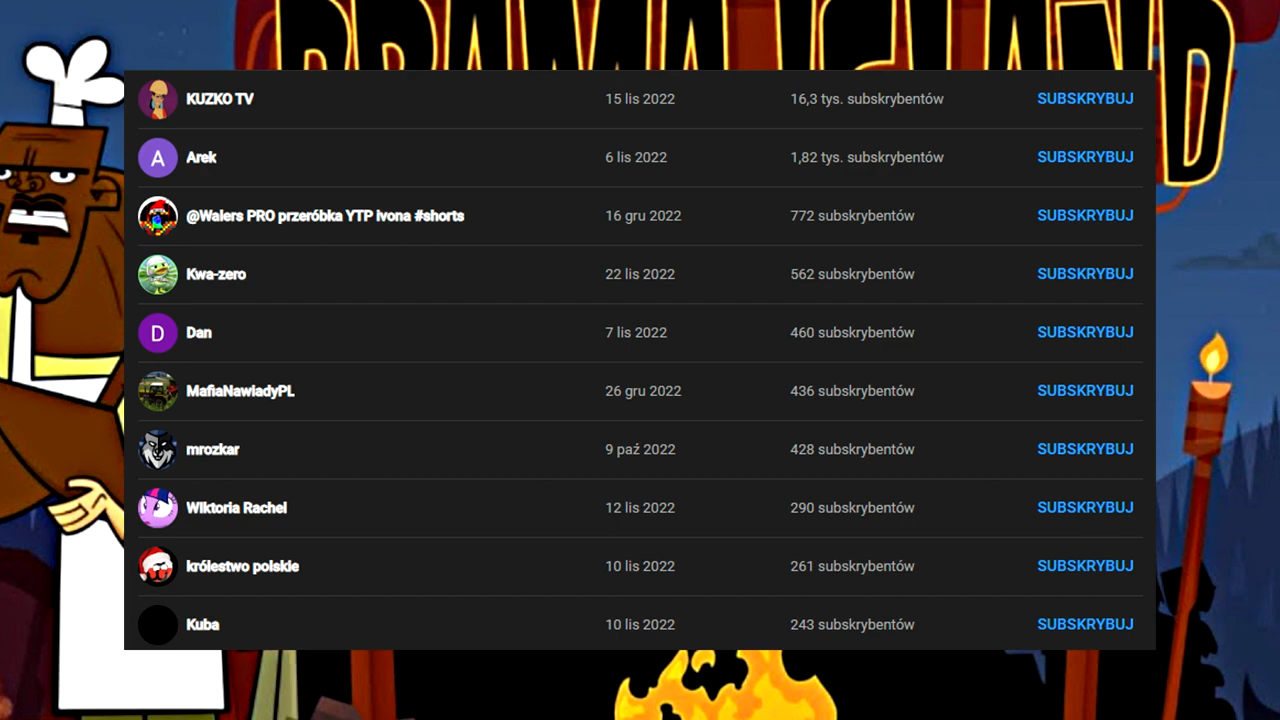 DRAMA ISLAND
KUZKO TV 15 lis 2022 16,3 tys. subskrybentów SUBSKRYBUJ
A Arek 6 lis 2022 1,82 tys. subskrybentów SUBSKRYBUJ
@Walers PRO przeróbka YTP Ivona #shorts 16 gru 2022 772 subskrybentów SUBSKRYBUJ
Kwa-zero 22 lis 2022 562 subskrybentów SUBSKRYBUJ
D Dan 7 lis 2022 460 subskrybentów SUBSKRYBUJ
MafiaNawiadyPL 26 gru 2022 436 subskrybentów SUBSKRYBUJ
mrozkar 9 paź 2022 428 subskrybentów SUBSKRYBUJ
Wiktoria Rachel 12 lis 2022 290 subskrybentów SUBSKRYBUJ
królestwo polskie 10 lis 2022 261 subskrybentów SUBSKRYBUJ
Kuba 10 lis 2022 243 subskrybentów SUBSKRYBUJ